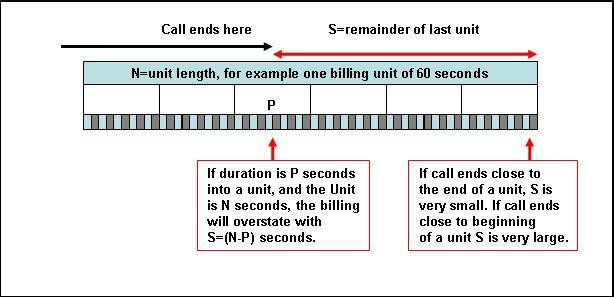 Call ends here
S=remainder of last unit
N=unit length, for example one billing unit of 60 seconds
P
If duration is P seconds
into a unit, and the Unit
is N seconds, the billing
will overstate with
S=(N-P) seconds.
If call ends close to
the end of a unit, S is
very small. If call ends
close to beginning
of a unit S is very large.